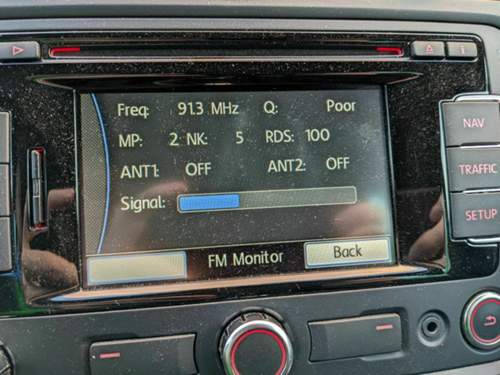 Freq: 91.3 MHz Q: Poor
MP: 2 NK: 5 RDS: 100
ANT1: OFF ANT2: OFF
Signal:
FM Monitor Back
NAV
TRAFFIC
SETUP